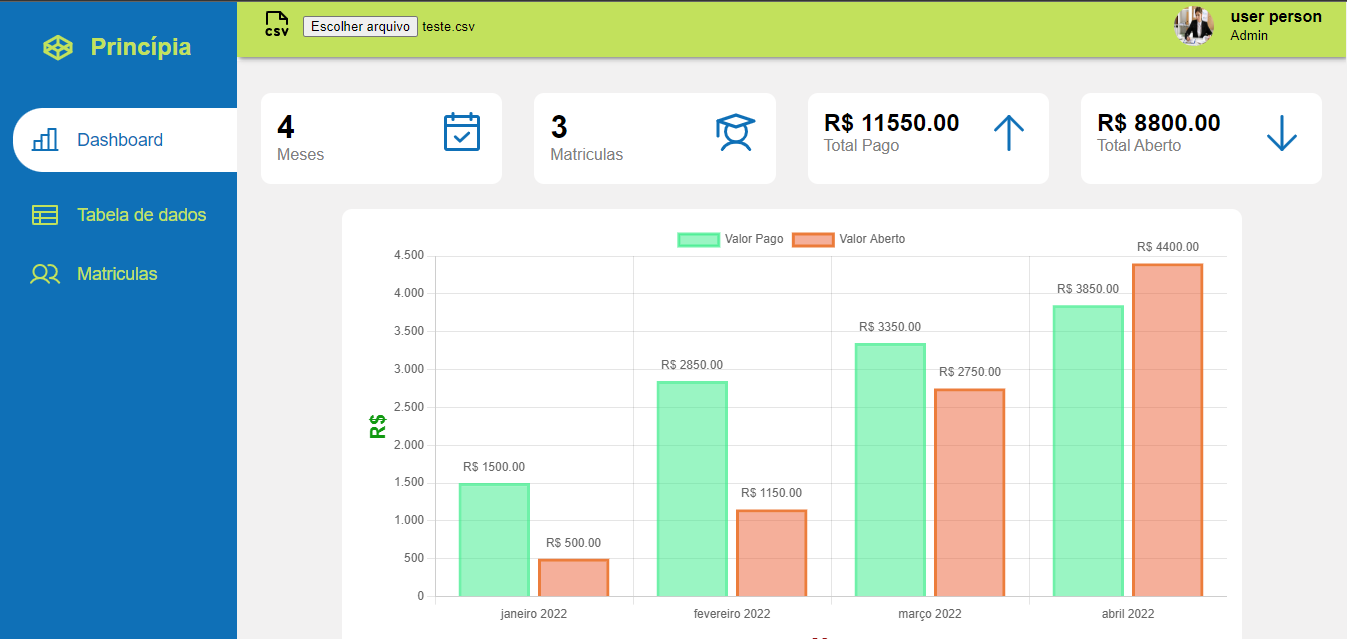 Princípia
Dashboard
Tabela de dados
Matriculas
CSV
Escolher arquivo teste.csv
user person
Admin
4
Meses
3
Matriculas
R$ 11550.00
Total Pago
R$ 8800.00
Total Aberto
Valor Pago Valor Aberto
R$
4.500
4.000
3.500
3.000
2.500
2.000
1.500
1.000
500
0
R$ 1500.00
R$ 500.00
R$ 2850.00
R$ 1150.00
R$ 3350.00
R$ 2750.00
R$ 3850.00
R$ 4400.00
janeiro 2022
fevereiro 2022
março 2022
abril 2022